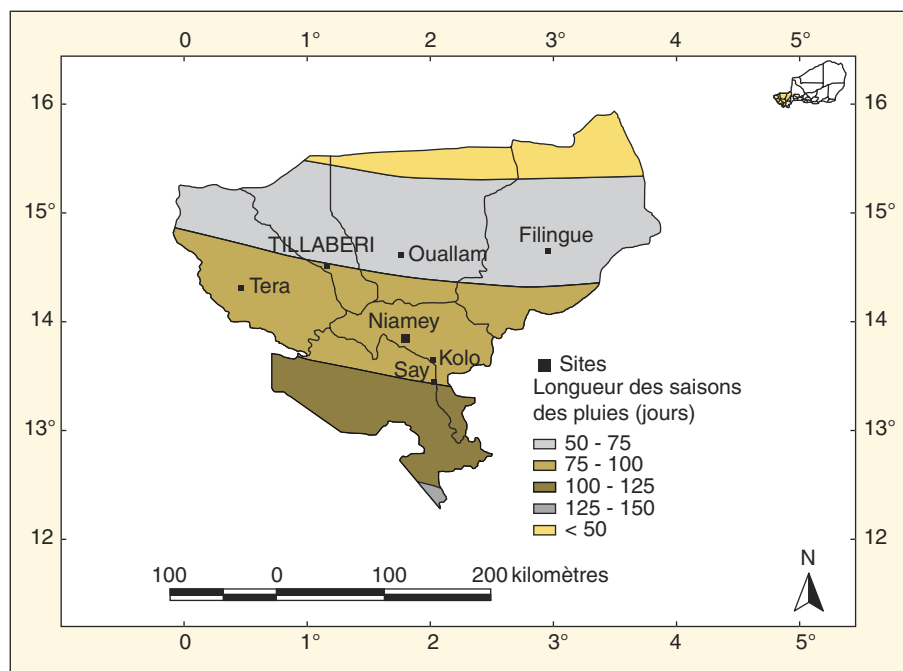 0 1° 2 3° 4 5°
16 16
15° 15°
14 14
13° 13°
12 12
TILLABERI
Ouallam
Filingue
Tera
Niamey
Kolo
Say
Sites
Longueur des saisons
des pluies (jours)
50 - 75
75 - 100
100 - 125
125 - 150
< 50
100 0 100 200 kilomètres
N
0 1° 2 3° 4 5°